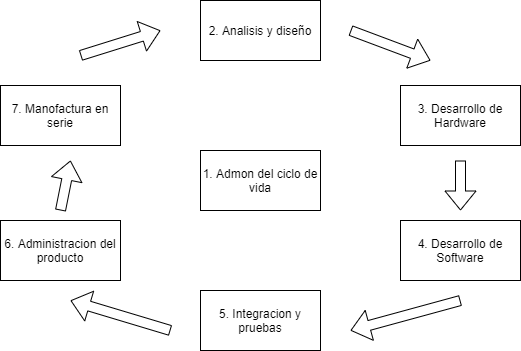 2. Analisis y diseño
7. Manofactura en
serie
3. Desarrollo de
Hardware
1. Admon del ciclo de
vida
6. Administracion del
producto
4. Desarrollo de
Software
5. Integracion y
pruebas